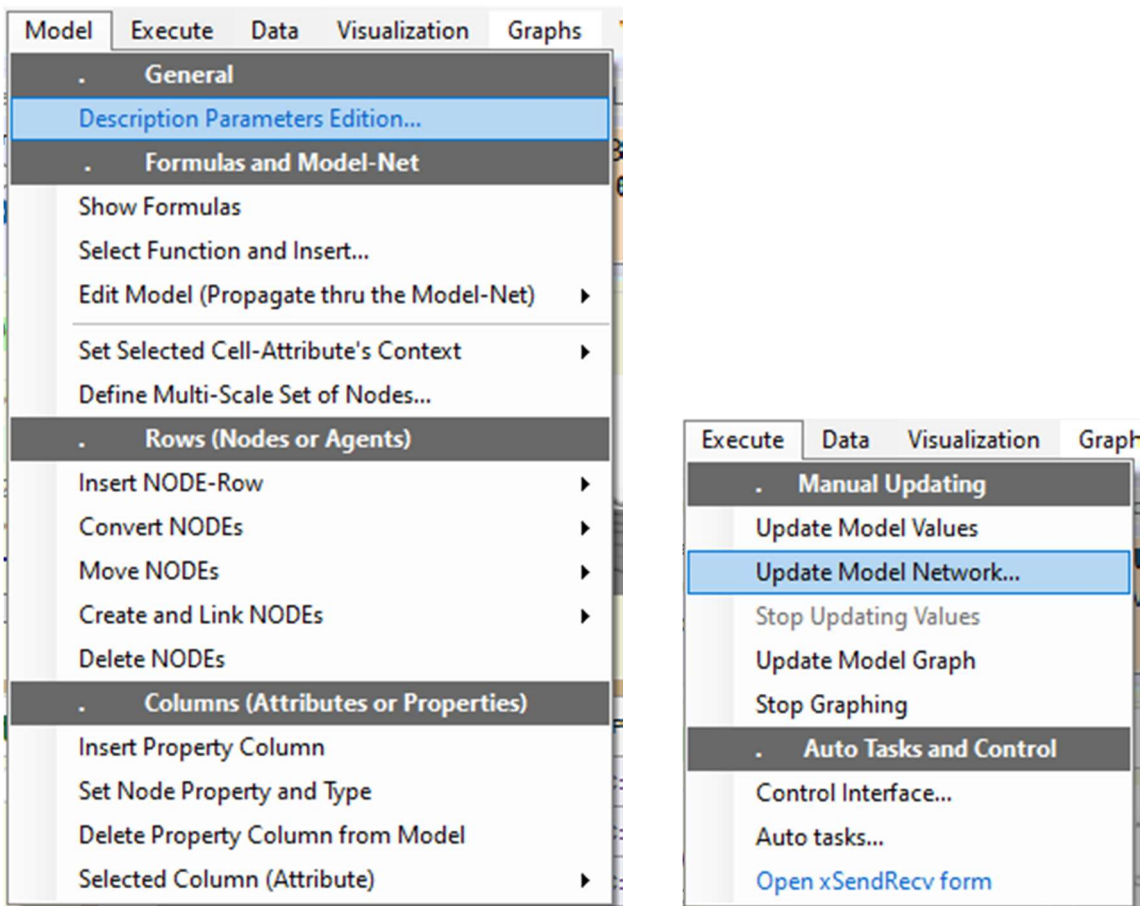 Model Execute Data Visualization Graphs
. General
Description Parameters Edition...
. Formulas and Model-Net
Show Formulas
Select Function and Insert...
Edit Model (Propagate thru the Model-Net)
Set Selected Cell-Attribute's Context
Define Multi-Scale Set of Nodes...
. Rows (Nodes or Agents)
Insert NODE-Row
Convert NODEs
Move NODEs
Create and Link NODEs
Delete NODEs
. Columns (Attributes or Properties)
Insert Property Column
Set Node Property and Type
Delete Property Column from Model
Selected Column (Attribute)
Execute Data Visualization Graph
. Manual Updating
Update Model Values
Update Model Network...
Stop Updating Values
Update Model Graph
Stop Graphing
. Auto Tasks and Control
Control Interface...
Auto tasks...
Open xSendRecv form